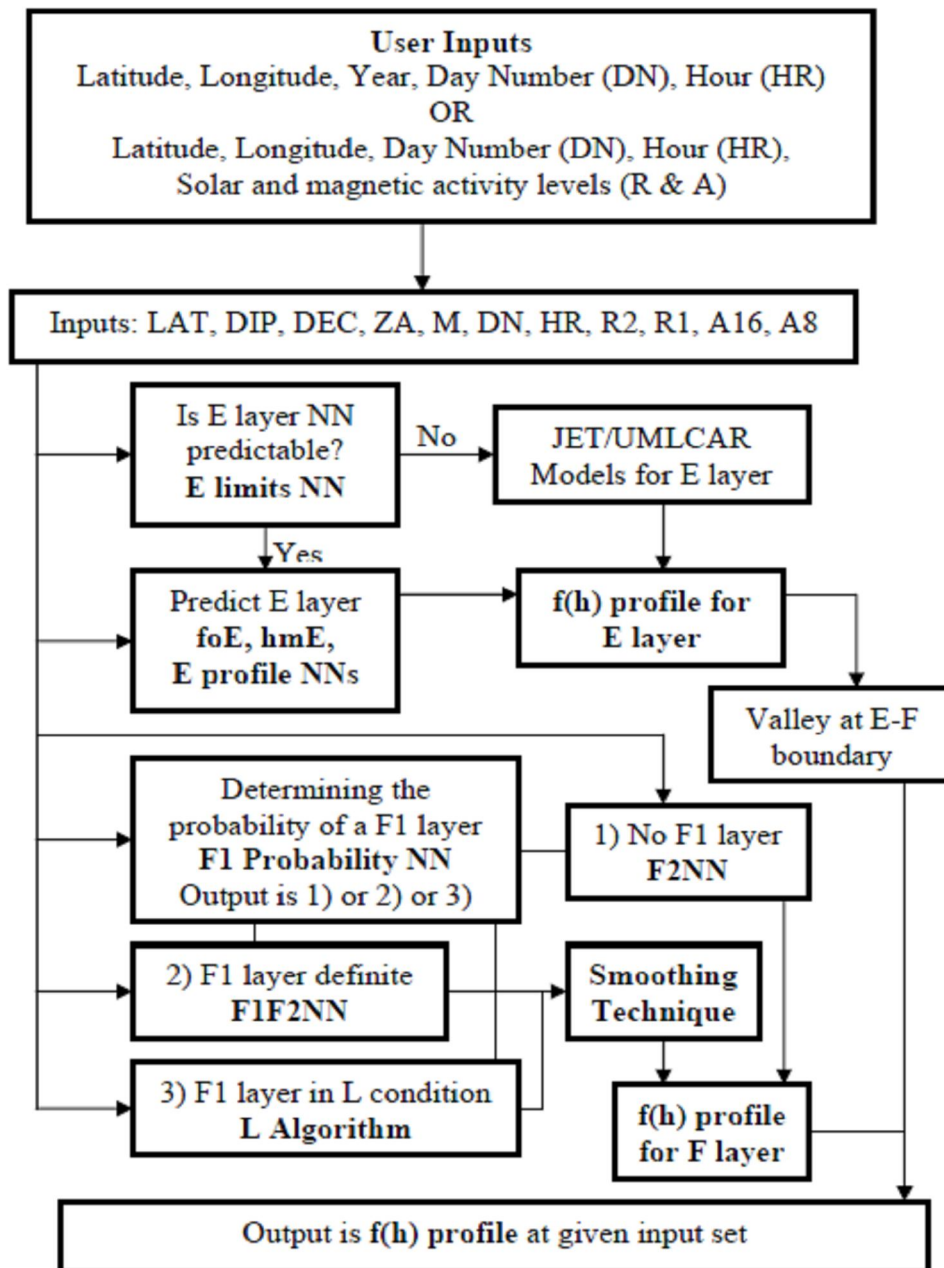 User Inputs
Latitude, Longitude, Year, Day Number (DN), Hour (HR)
OR
Latitude, Longitude, Day Number (DN), Hour (HR),
Solar and magnetic activity levels (R & A)
Inputs: LAT, DIP, DEC, ZA, M, DN, HR, R2, R1, A16, A8
Is E layer NN
predictable?
E limits NN
No
JET/UMLCAR
Models for E layer
Yes
Predict E layer
foE, hmE,
E profile NNs
f(h) profile for
E layer
Valley at E-F
boundary
Determining the
probability of a F1 layer
F1 Probability NN
Output is 1) or 2) or 3)
1) No F1 layer
F2NN
2) F1 layer definite
F1F2NN
Smoothing
Technique
3) F1 layer in L condition
L Algorithm
f(h) profile
for F layer
Output is f(h) profile at given input set